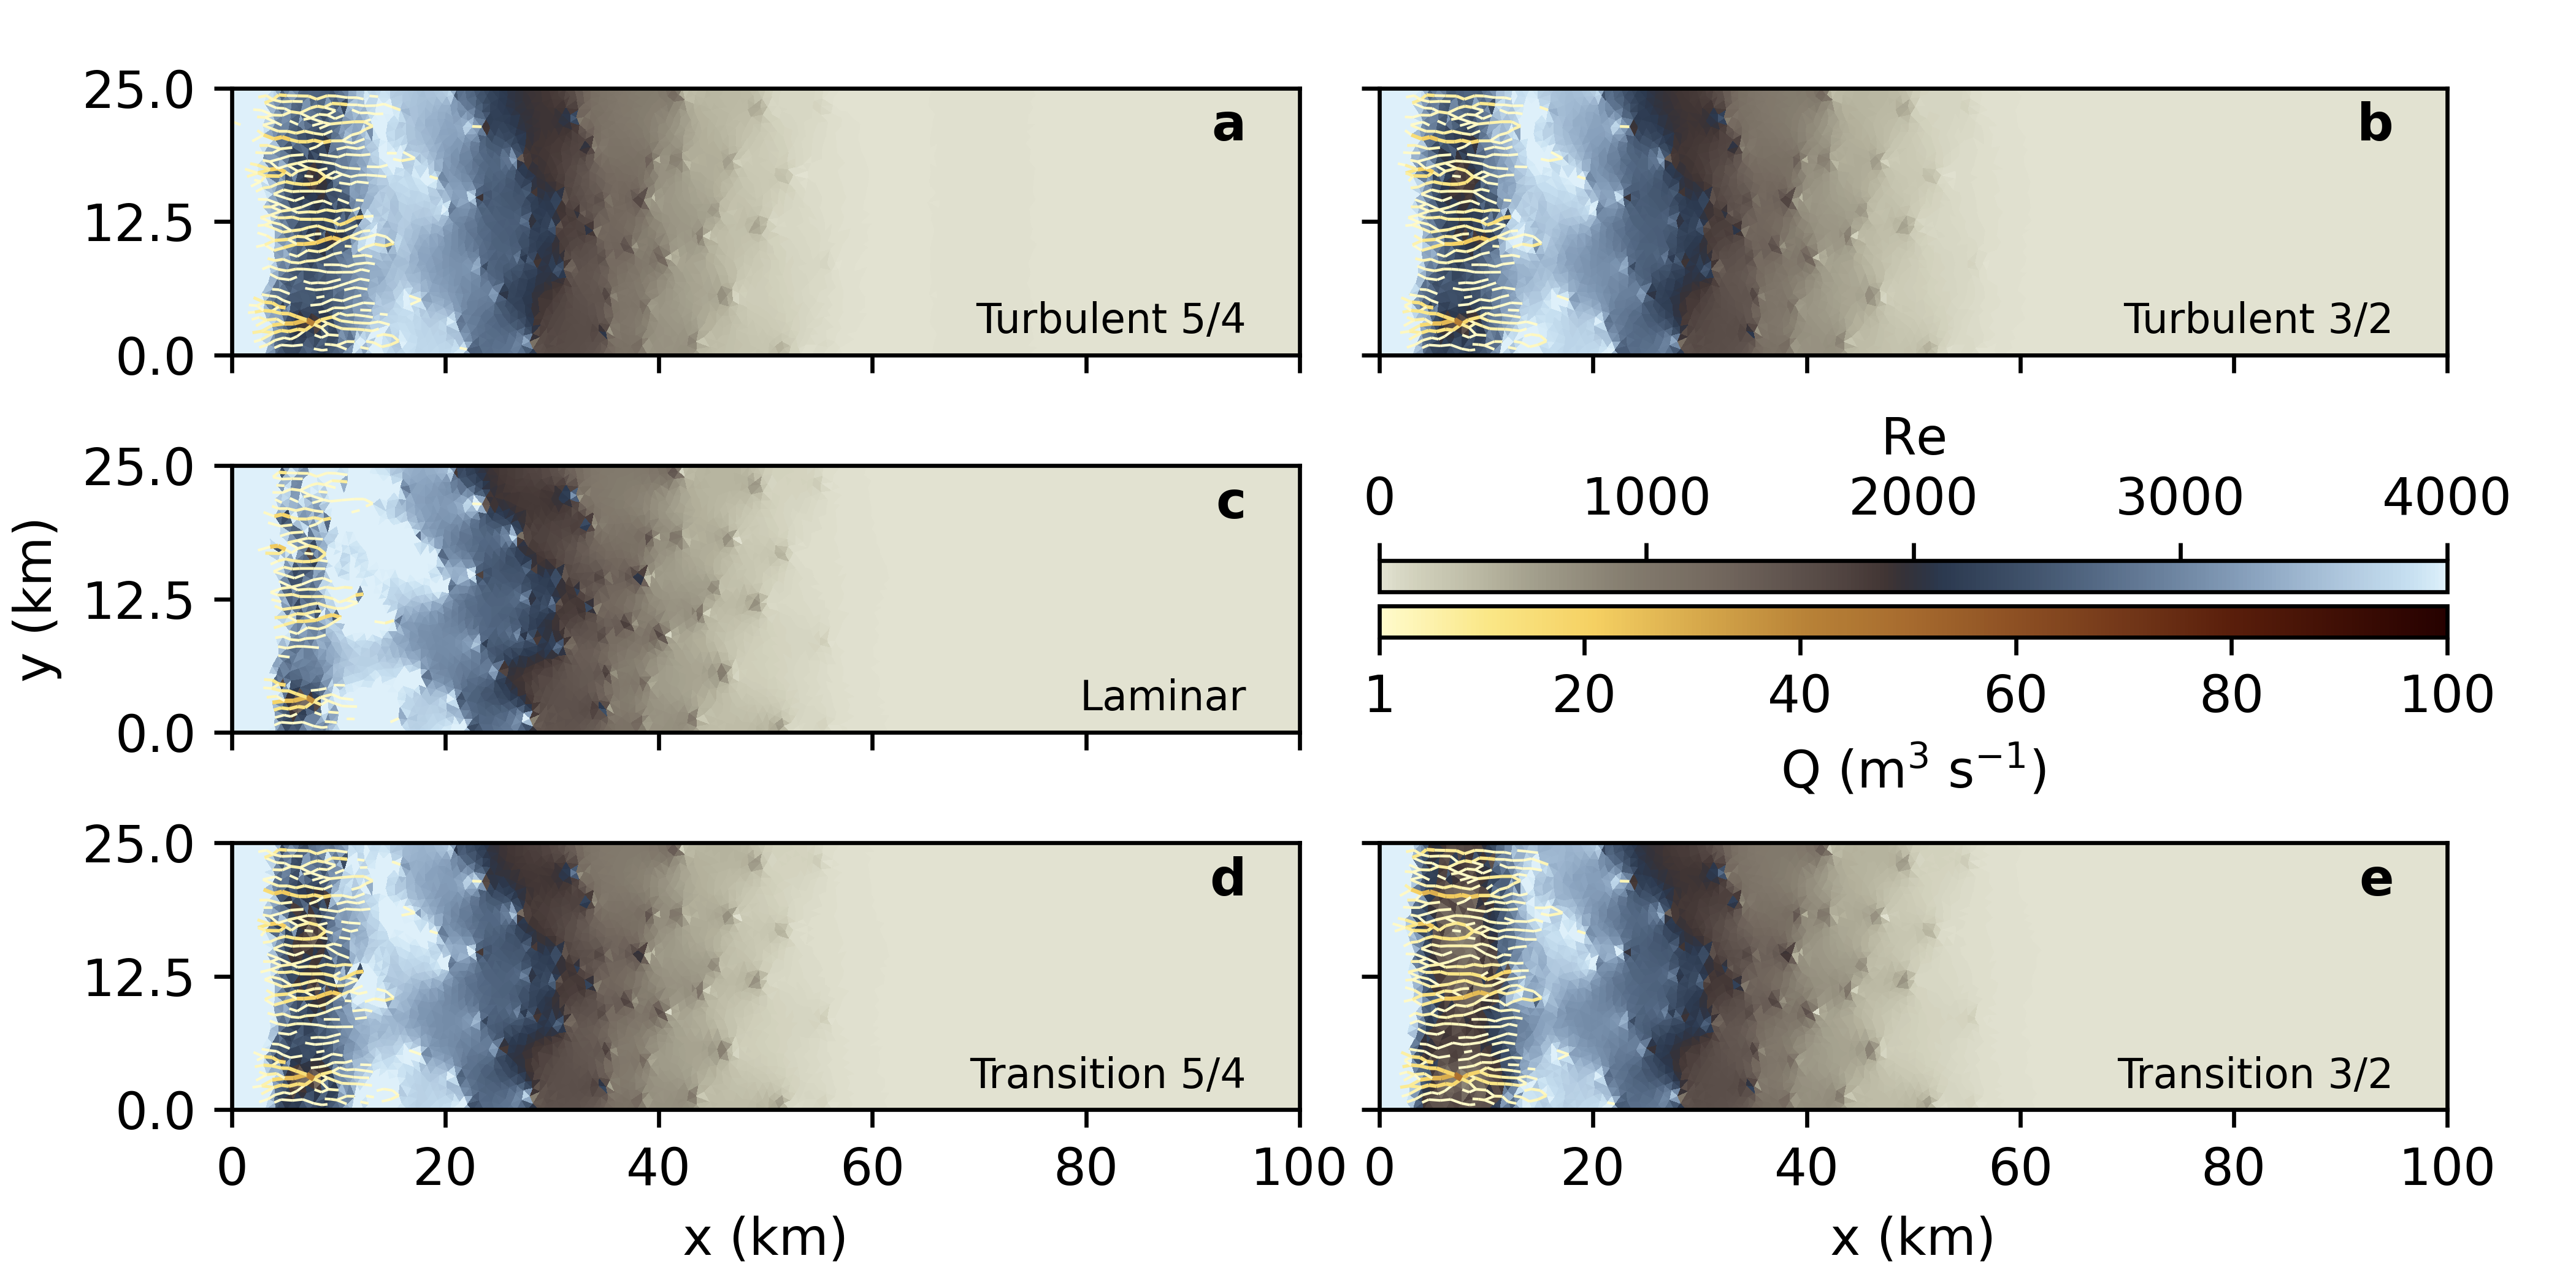 25.0
12.5
0.0
a
Turbulent 5/4
b
Turbulent 3/2
y (km)
25.0
12.5
0.0
c
Laminar
Re
0 1000 2000 3000 4000
1 20 40 60 80 100
Q (m³ s⁻¹)
25.0
12.5
0.0
d
Transition 5/4
e
Transition 3/2
0 20 40 60 80 100
0 20 40 60 80 100
x (km)
x (km)